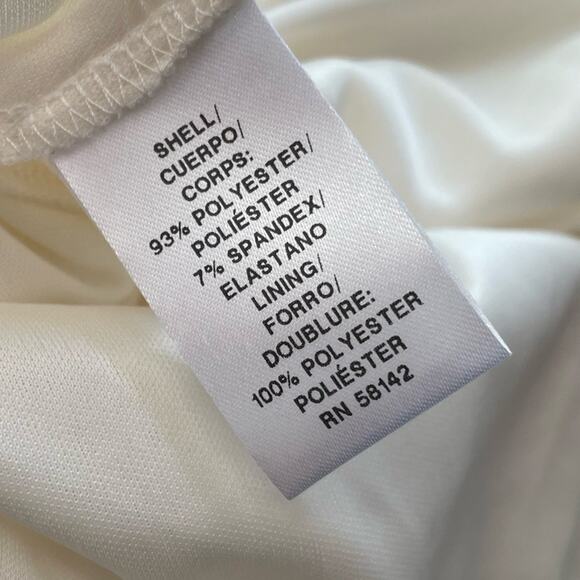 SHELL/
CUERPO/
CORPS:
93% POLYESTER/
POLIÉSTER
7% SPANDEX/
ELASTANO
LINING/
FORRO/
DOUBLURE:
100% POLYESTER
POLIÉSTER
RN 58142